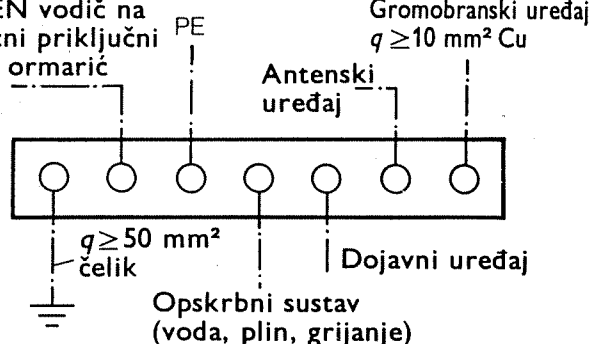 EN vodič na
ni priključni
ormarić
PE
Gromobranski uređaj
q ≥10 mm² Cu
Antenski
uređaj
q ≥ 50 mm²
čelik
Dojavni uređaj
Opskrbni sustav
(voda, plin, grijanje)